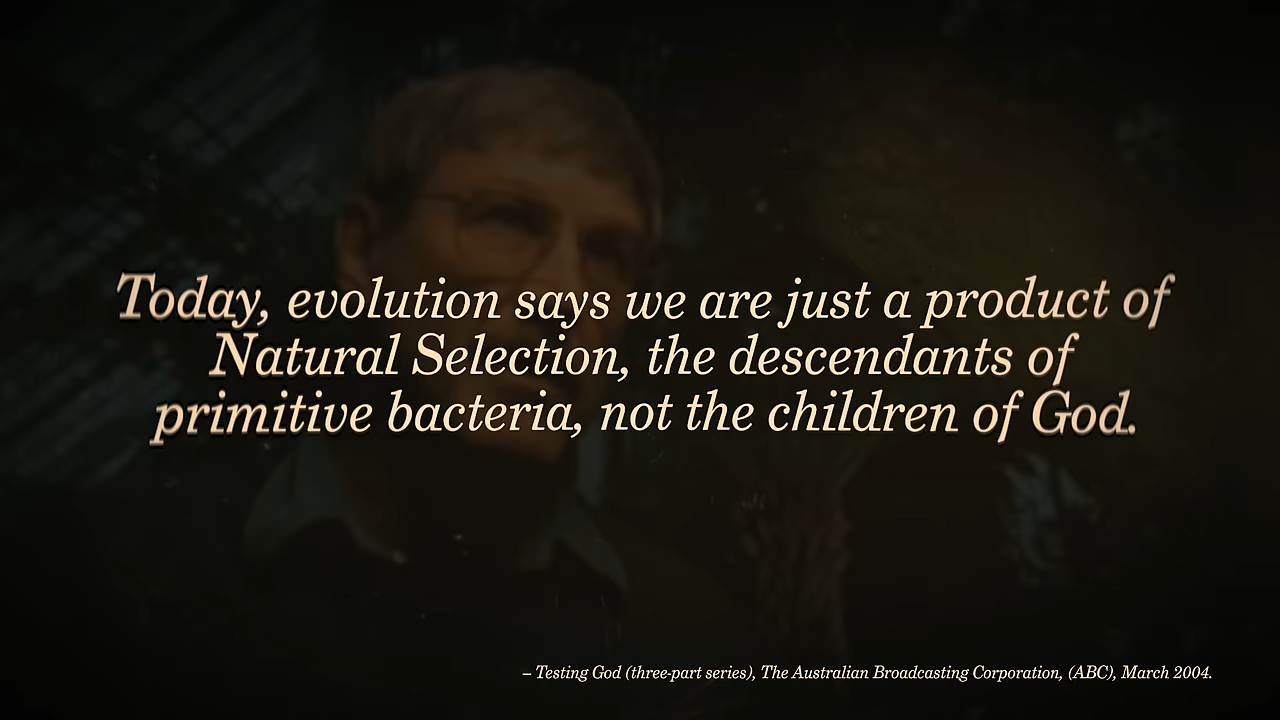 Today, evolution says we are just a product of
Natural Selection, the descendants of
primitive bacteria, not the children of God.
– Testing God (three-part series), The Australian Broadcasting Corporation, (ABC), March 2004.